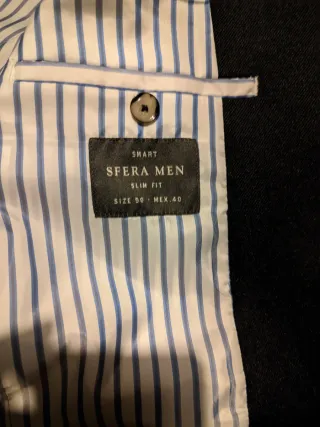 SMART
SFERA MEN
SLIM FIT
SIZE 50 · MEX.40